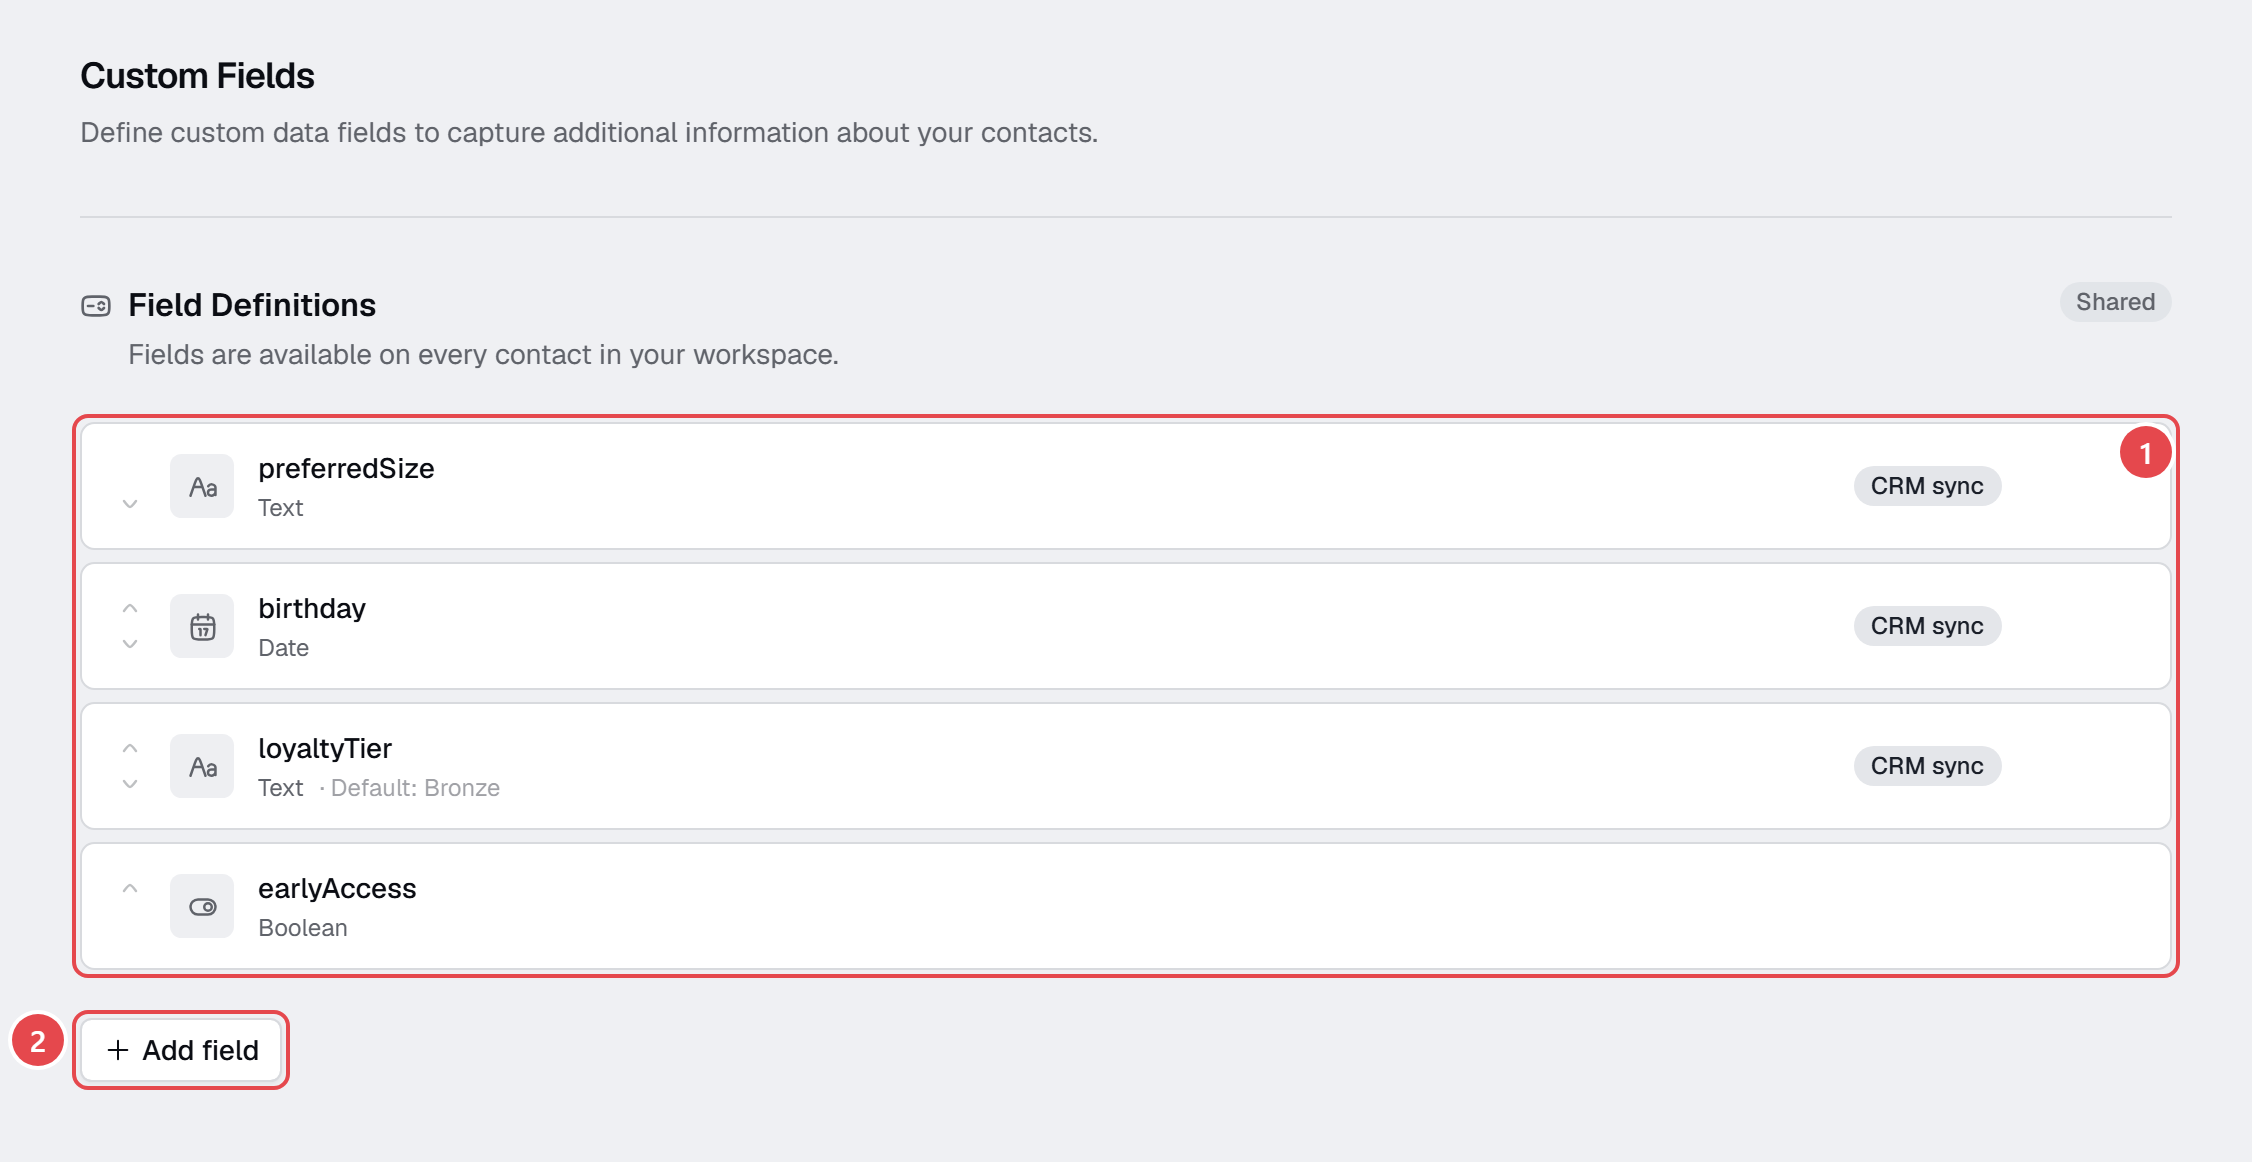 Custom Fields
Define custom data fields to capture additional information about your contacts.
Field Definitions
Shared
Fields are available on every contact in your workspace.
1
preferredSize
Text
CRM sync
birthday
Date
CRM sync
loyaltyTier
Text · Default: Bronze
CRM sync
earlyAccess
Boolean
2
+ Add field